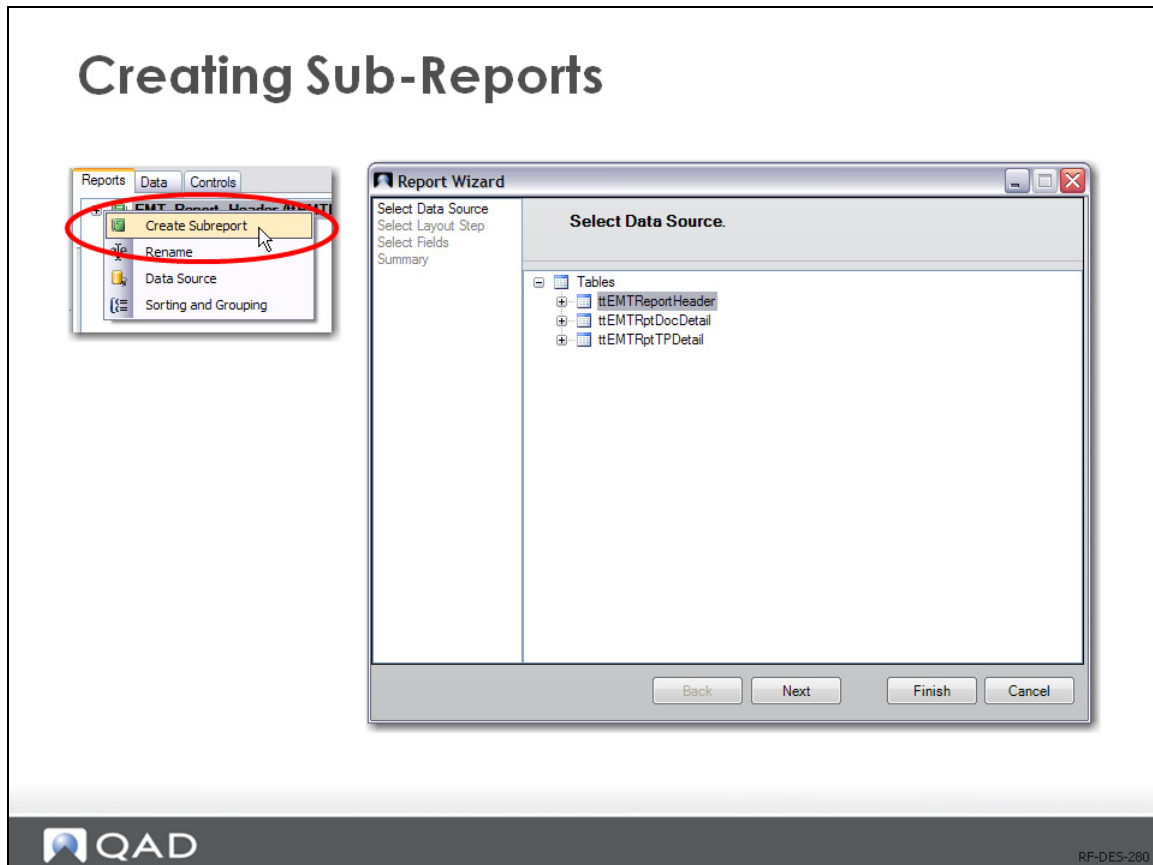 Creating Sub-Reports
Reports Data Controls
EMT_Report_Header (ttEMT
Create Subreport
Rename
Data Source
Sorting and Grouping
Report Wizard
Select Data Source
Select Layout Step
Select Fields
Summary
Select Data Source.
Tables
ttEMTReportHeader
ttEMTRptDocDetail
ttEMTRptTPDetail
Back Next Finish Cancel
QAD
RF-DES-280